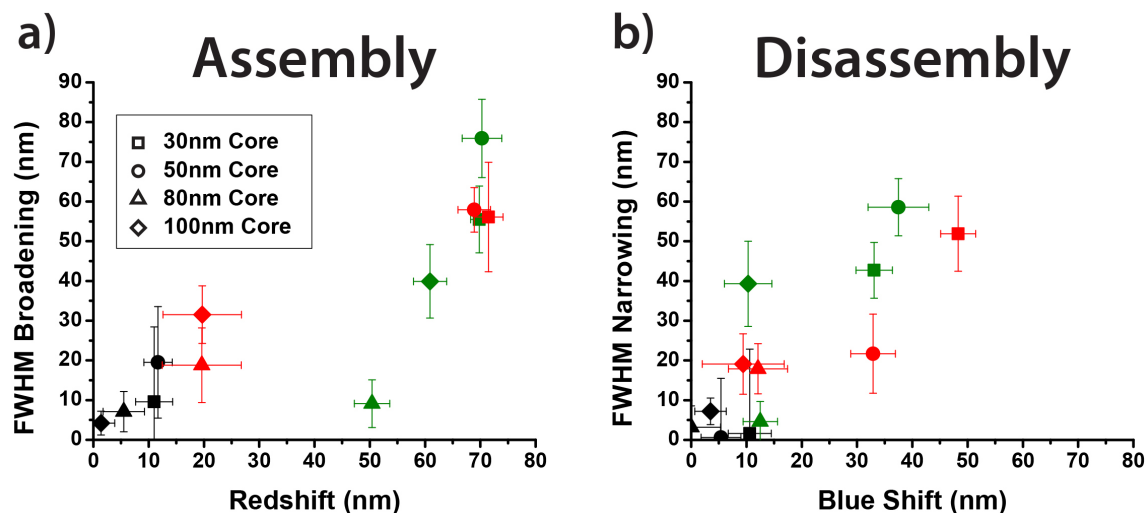 a)
Assembly
FWHM Broadening (nm)
90
80
70
60
50
40
30
20
10
0
30nm Core
50nm Core
80nm Core
100nm Core
0 10 20 30 40 50 60 70 80
Redshift (nm)
b)
Disassembly
FWHM Narrowing (nm)
90
80
70
60
50
40
30
20
10
0
0 10 20 30 40 50 60 70 80
Blue Shift (nm)